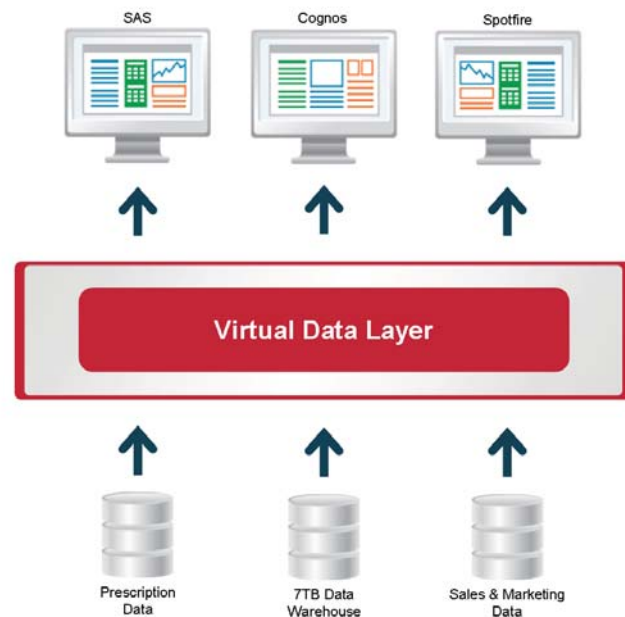 SAS
Cognos
Spotfire
Virtual Data Layer
Prescription
Data
7TB Data
Warehouse
Sales & Marketing
Data